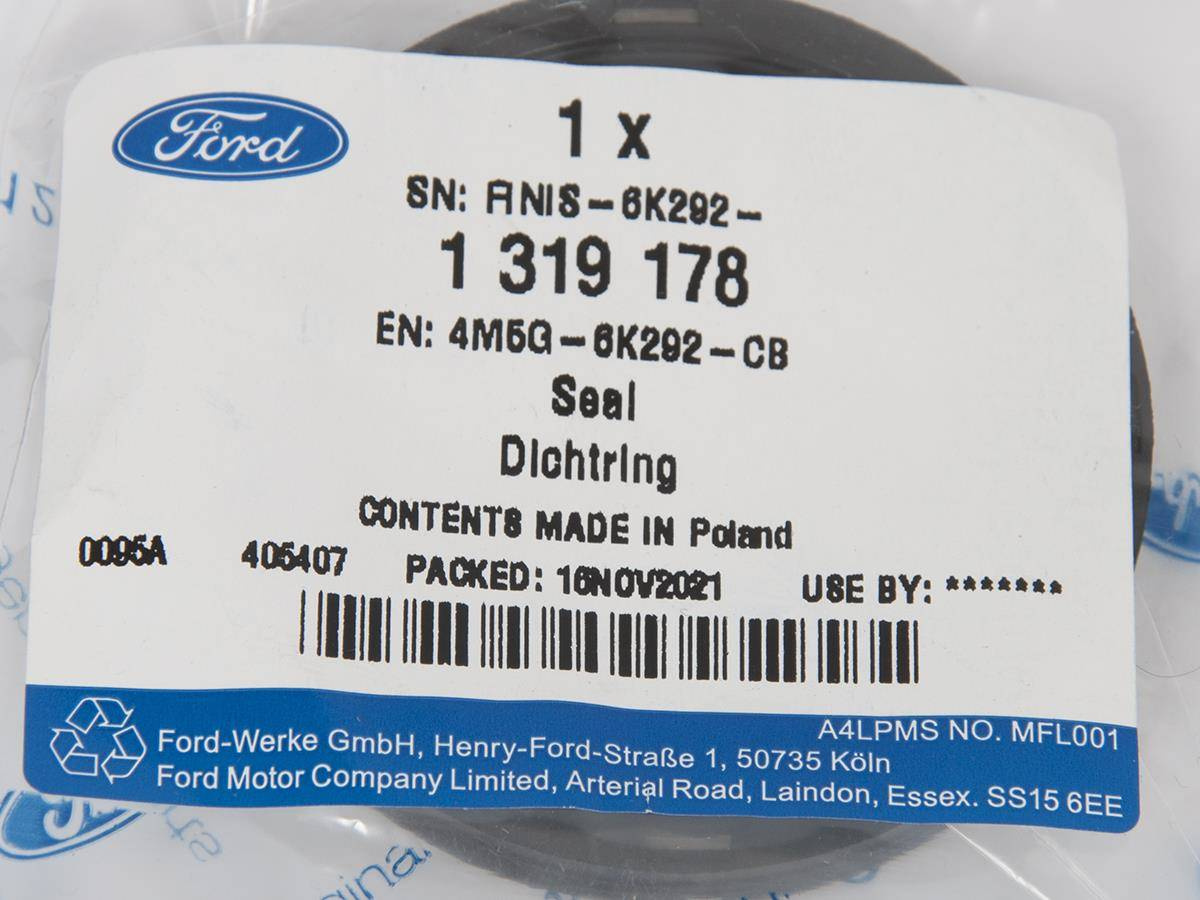 Ford
1 x
SN: FINIS-6K292-
1 319 178
EN: 4M5G-6K292-CB
Seal
Dichtring
CONTENTS MADE IN Poland
0095A 405407 PACKED: 16NOV2021 USE BY: *******
A4LPMS NO. MFL001
Ford-Werke GmbH, Henry-Ford-Straße 1, 50735 Köln
Ford Motor Company Limited, Arterial Road, Laindon, Essex. SS15 6EE